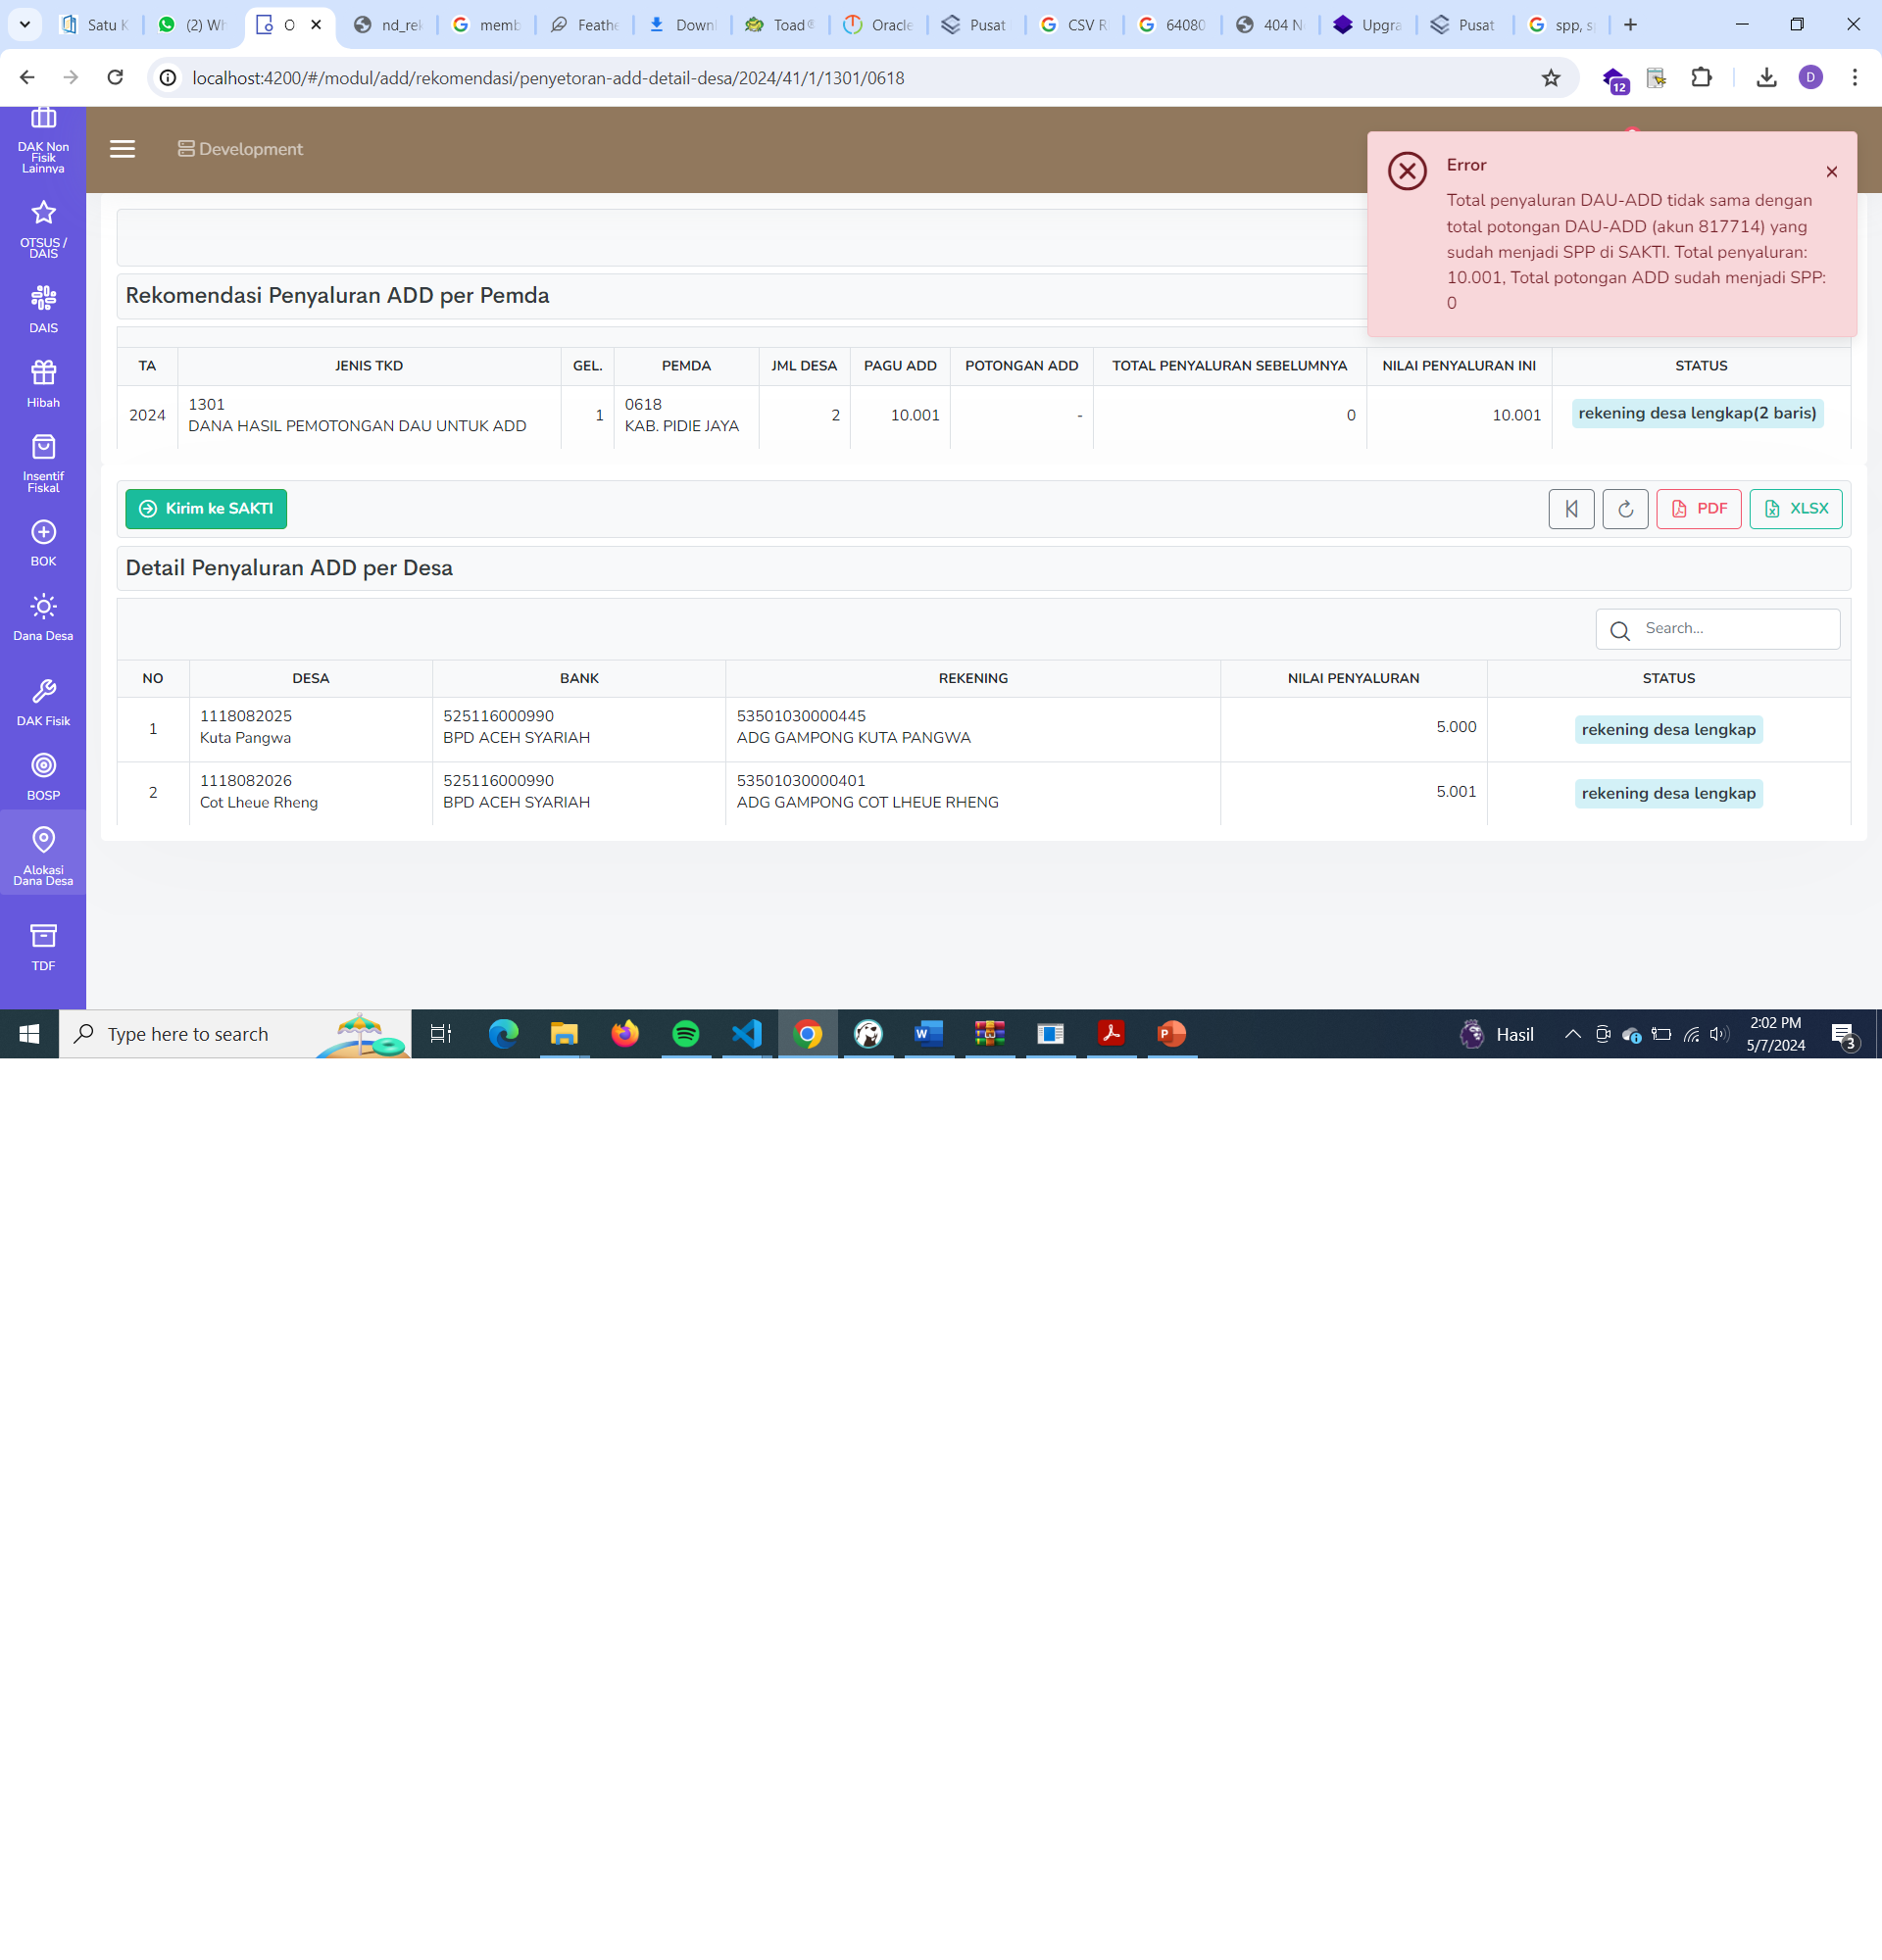 Satu K
(2) Wh
O
nd_rek
memb
Feathe
Downl
Toad®
Oracle
Pusat
CSV R
64080
404 N
Upgra
Pusat
spp, s
localhost:4200/#/modul/add/rekomendasi/penyetoran-add-detail-desa/2024/41/1/1301/0618
12
D
DAK Non
Fisik
Lainnya
OTSUS /
DAIS
DAIS
Hibah
Insentif
Fiskal
BOK
Dana Desa
DAK Fisik
BOSP
Alokasi
Dana Desa
TDF
Development
Error
Total penyaluran DAU-ADD tidak sama dengan
total potongan DAU-ADD (akun 817714) yang
sudah menjadi SPP di SAKTI. Total penyaluran:
10.001, Total potongan ADD sudah menjadi SPP:
0
Rekomendasi Penyaluran ADD per Pemda
TA JENIS TKD GEL. PEMDA JML DESA PAGU ADD POTONGAN ADD TOTAL PENYALURAN SEBELUMNYA NILAI PENYALURAN INI STATUS
2024 1301 1 0618 2 10.001 - 0 10.001 rekening desa lengkap(2 baris)
DANA HASIL PEMOTONGAN DAU UNTUK ADD KAB. PIDIE JAYA
Kirim ke SAKTI PDF XLSX
Detail Penyaluran ADD per Desa
Search...
NO DESA BANK REKENING NILAI PENYALURAN STATUS
1 1118082025 525116000990 53501030000445 5.000 rekening desa lengkap
Kuta Pangwa BPD ACEH SYARIAH ADG GAMPONG KUTA PANGWA
2 1118082026 525116000990 53501030000401 5.001 rekening desa lengkap
Cot Lheue Rheng BPD ACEH SYARIAH ADG GAMPONG COT LHEUE RHENG
Type here to search
Hasil
2:02 PM
5/7/2024
3